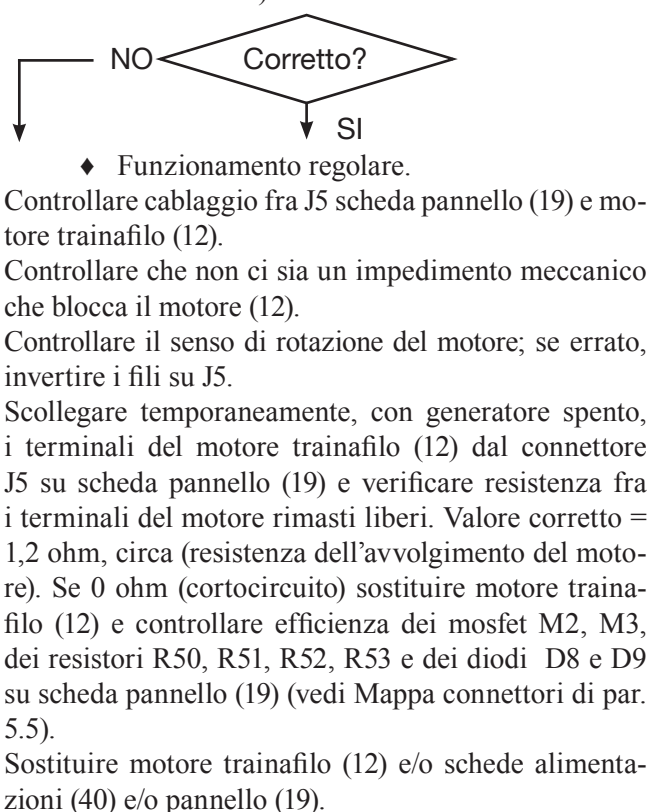 NO
Corretto?
SI
♦ Funzionamento regolare.
Controllare cablaggio fra J5 scheda pannello (19) e mo-
tore trainafilo (12).
Controllare che non ci sia un impedimento meccanico
che blocca il motore (12).
Controllare il senso di rotazione del motore; se errato,
invertire i fili su J5.
Scollegare temporaneamente, con generatore spento,
i terminali del motore trainafilo (12) dal connettore
J5 su scheda pannello (19) e verificare resistenza fra
i terminali del motore rimasti liberi. Valore corretto =
1,2 ohm, circa (resistenza dell'avvolgimento del moto-
re). Se 0 ohm (cortocircuito) sostituire motore traina-
filo (12) e controllare efficienza dei mosfet M2, M3,
dei resistori R50, R51, R52, R53 e dei diodi D8 e D9
su scheda pannello (19) (vedi Mappa connettori di par.
5.5).
Sostituire motore trainafilo (12) e/o schede alimenta-
zioni (40) e/o pannello (19).